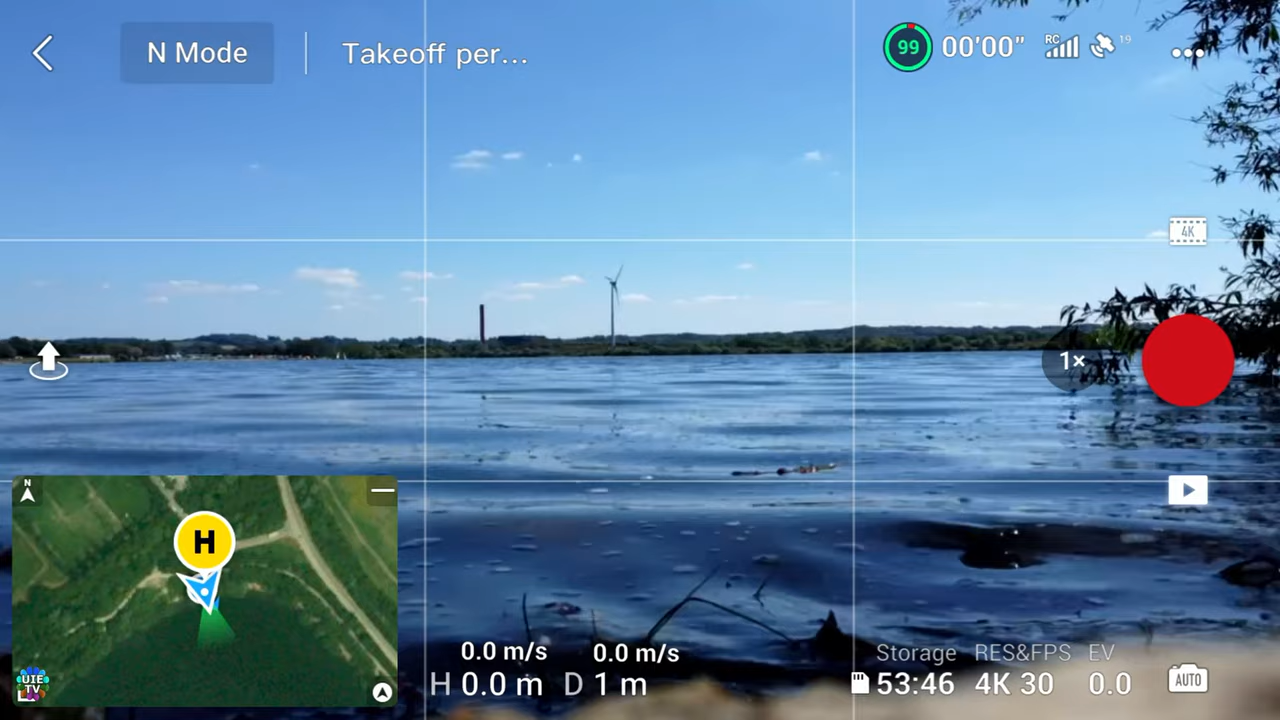 N Mode
Takeoff per...
99
00'00"
RC
19
4K
1×
N
H
0.0 m/s
0.0 m/s
H 0.0 m
D 1 m
Storage
53:46
RES&FPS
4K 30
EV
0.0
AUTO
UIE
TV